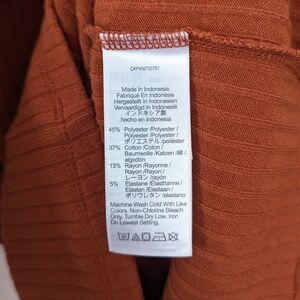 CKP456750751
Made In Indonesia
Fabriqué En Indonésie
Hergestellt in Indonesien
Vervaardigd In Indonesië
インドネシア製
hecho en indonesia
45% Polyester /Polyester /
Polyester /Polyester /
ポリエステル /poliéster
37% Cotton / Coton /
Baumwolle / Katoen /綿 /
algodón
13% Rayon /Rayonne /
Rayon / Rayon /
レーヨン /rayón
5% Elastane /Elasthanne /
Elastan / Elastaan /
ポリウレタン /elastano
Machine Wash Cold With Like
Colors. Non-Chlorine Bleach
Only. Tumble Dry Low. Iron
On Lowest Setting.